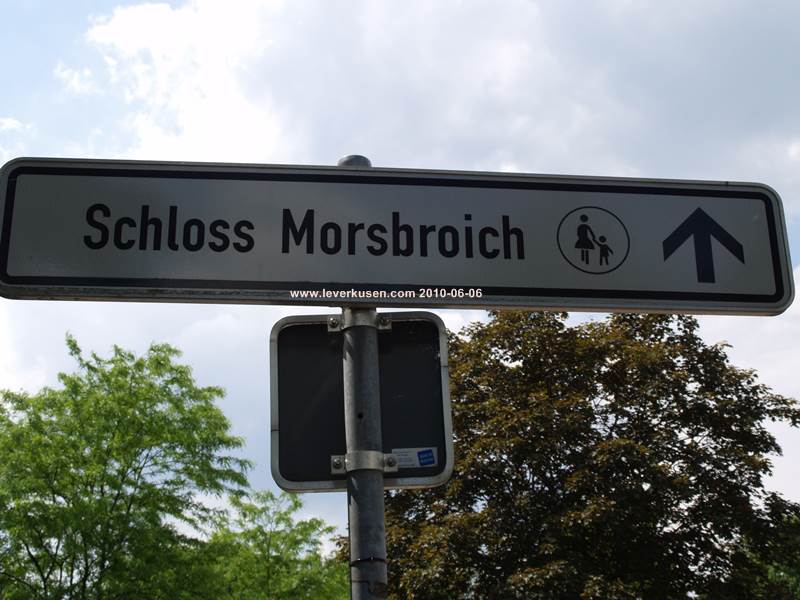 Schloss Morsbroich
www.leverkusen.com 2010-06-06